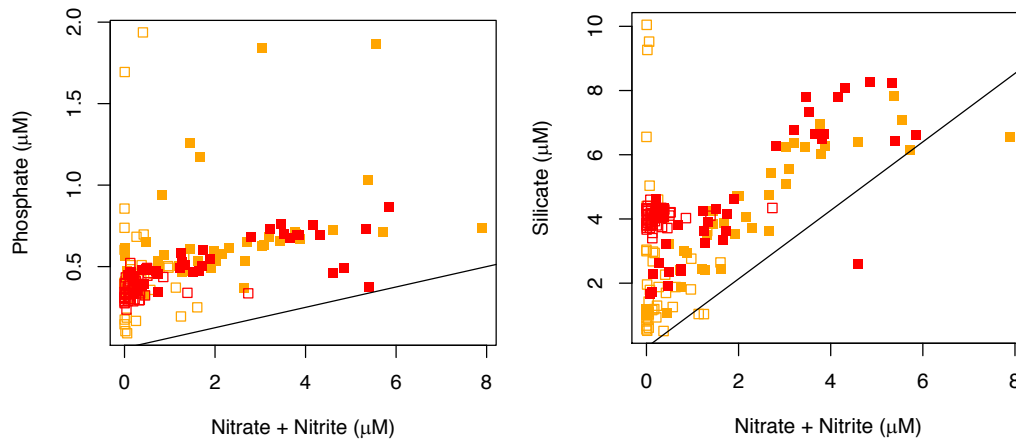 2.0
1.5
1.0
0.5
Phosphate (μM)
0 2 4 6 8
Nitrate + Nitrite (μM)
10
8
6
4
2
Silicate (μM)
0 2 4 6 8
Nitrate + Nitrite (μM)